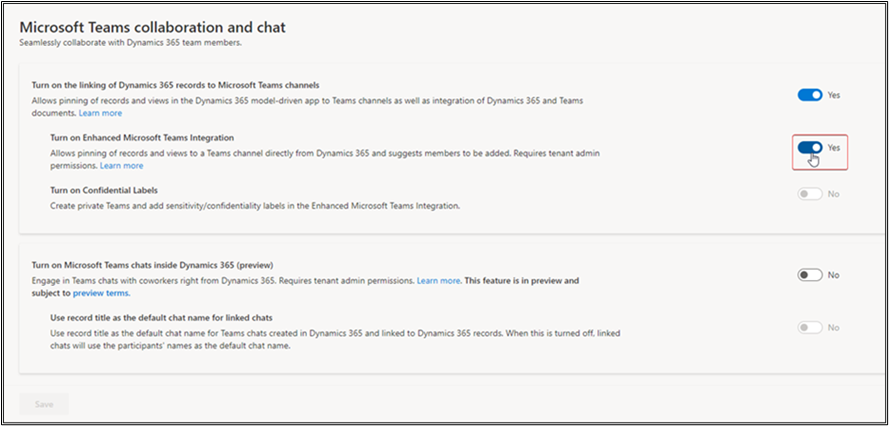 Microsoft Teams collaboration and chat
Seamlessly collaborate with Dynamics 365 team members.
Turn on the linking of Dynamics 365 records to Microsoft Teams channels
Allows pinning of records and views in the Dynamics 365 model-driven app to Teams channels as well as integration of Dynamics 365 and Teams
documents. Learn more
Yes
Turn on Enhanced Microsoft Teams Integration
Allows pinning of records and views to a Teams channel directly from Dynamics 365 and suggests members to be added. Requires tenant admin
permissions. Learn more
Yes
Turn on Confidential Labels
Create private Teams and add sensitivity/confidentiality labels in the Enhanced Microsoft Teams Integration.
No
Turn on Microsoft Teams chats inside Dynamics 365 (preview)
Engage in Teams chats with coworkers right from Dynamics 365. Requires tenant admin permissions. Learn more. This feature is in preview and
subject to preview terms.
No
Use record title as the default chat name for linked chats
Use record title as the default chat name for Teams chats created in Dynamics 365 and linked to Dynamics 365 records. When this is turned off, linked
chats will use the participants' names as the default chat name.
No
Save